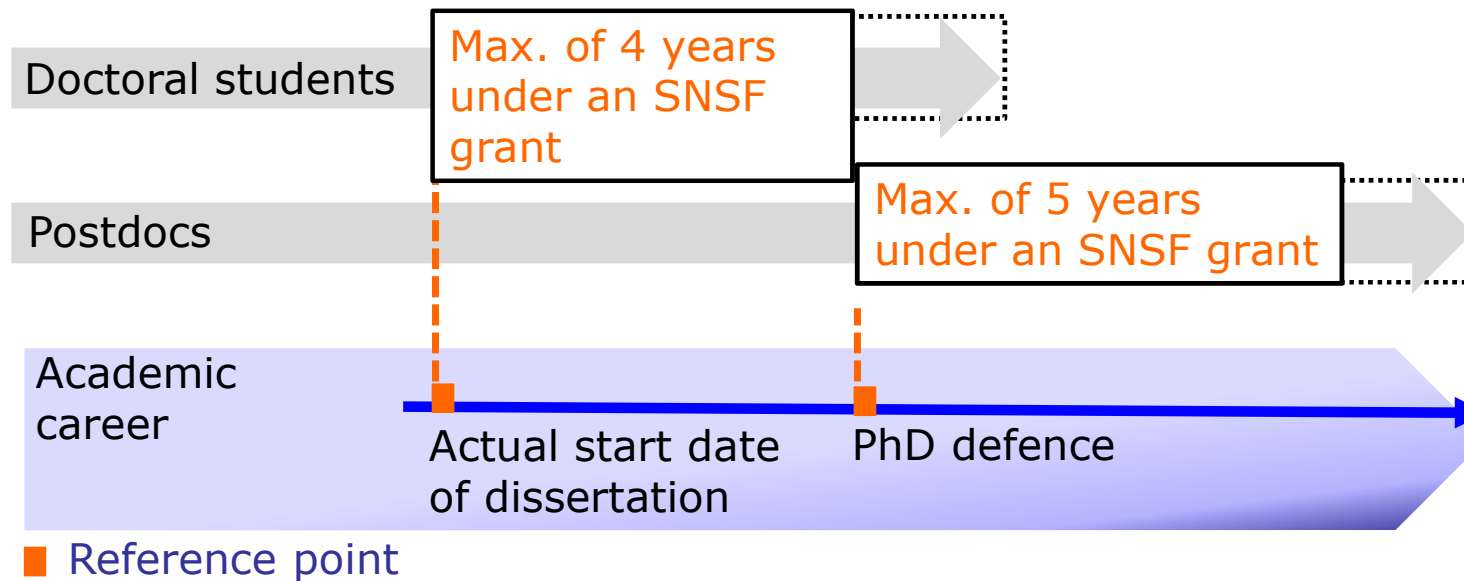 Doctoral students
Max. of 4 years
under an SNSF
grant
Postdocs
Max. of 5 years
under an SNSF grant
Academic
career
Actual start date
of dissertation
PhD defence
Reference point